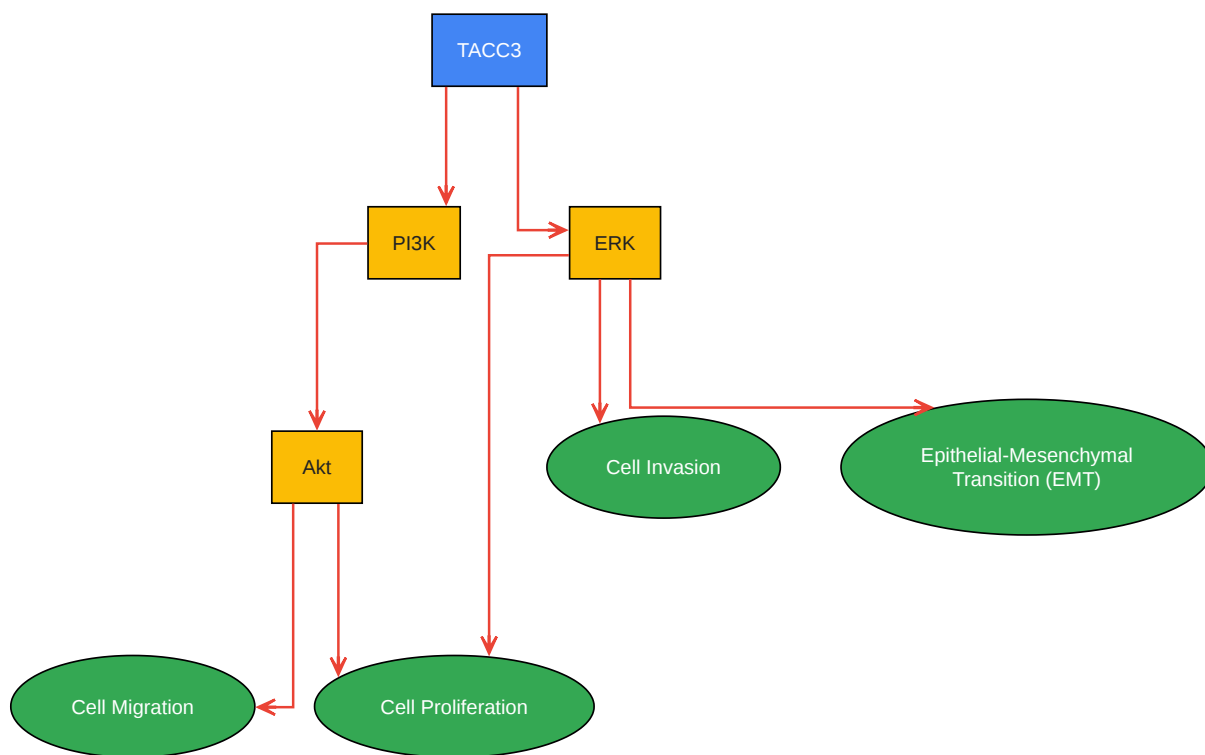 TACC3
PI3K
ERK
Akt
Cell Invasion
Epithelial-Mesenchymal
Transition (EMT)
Cell Migration
Cell Proliferation